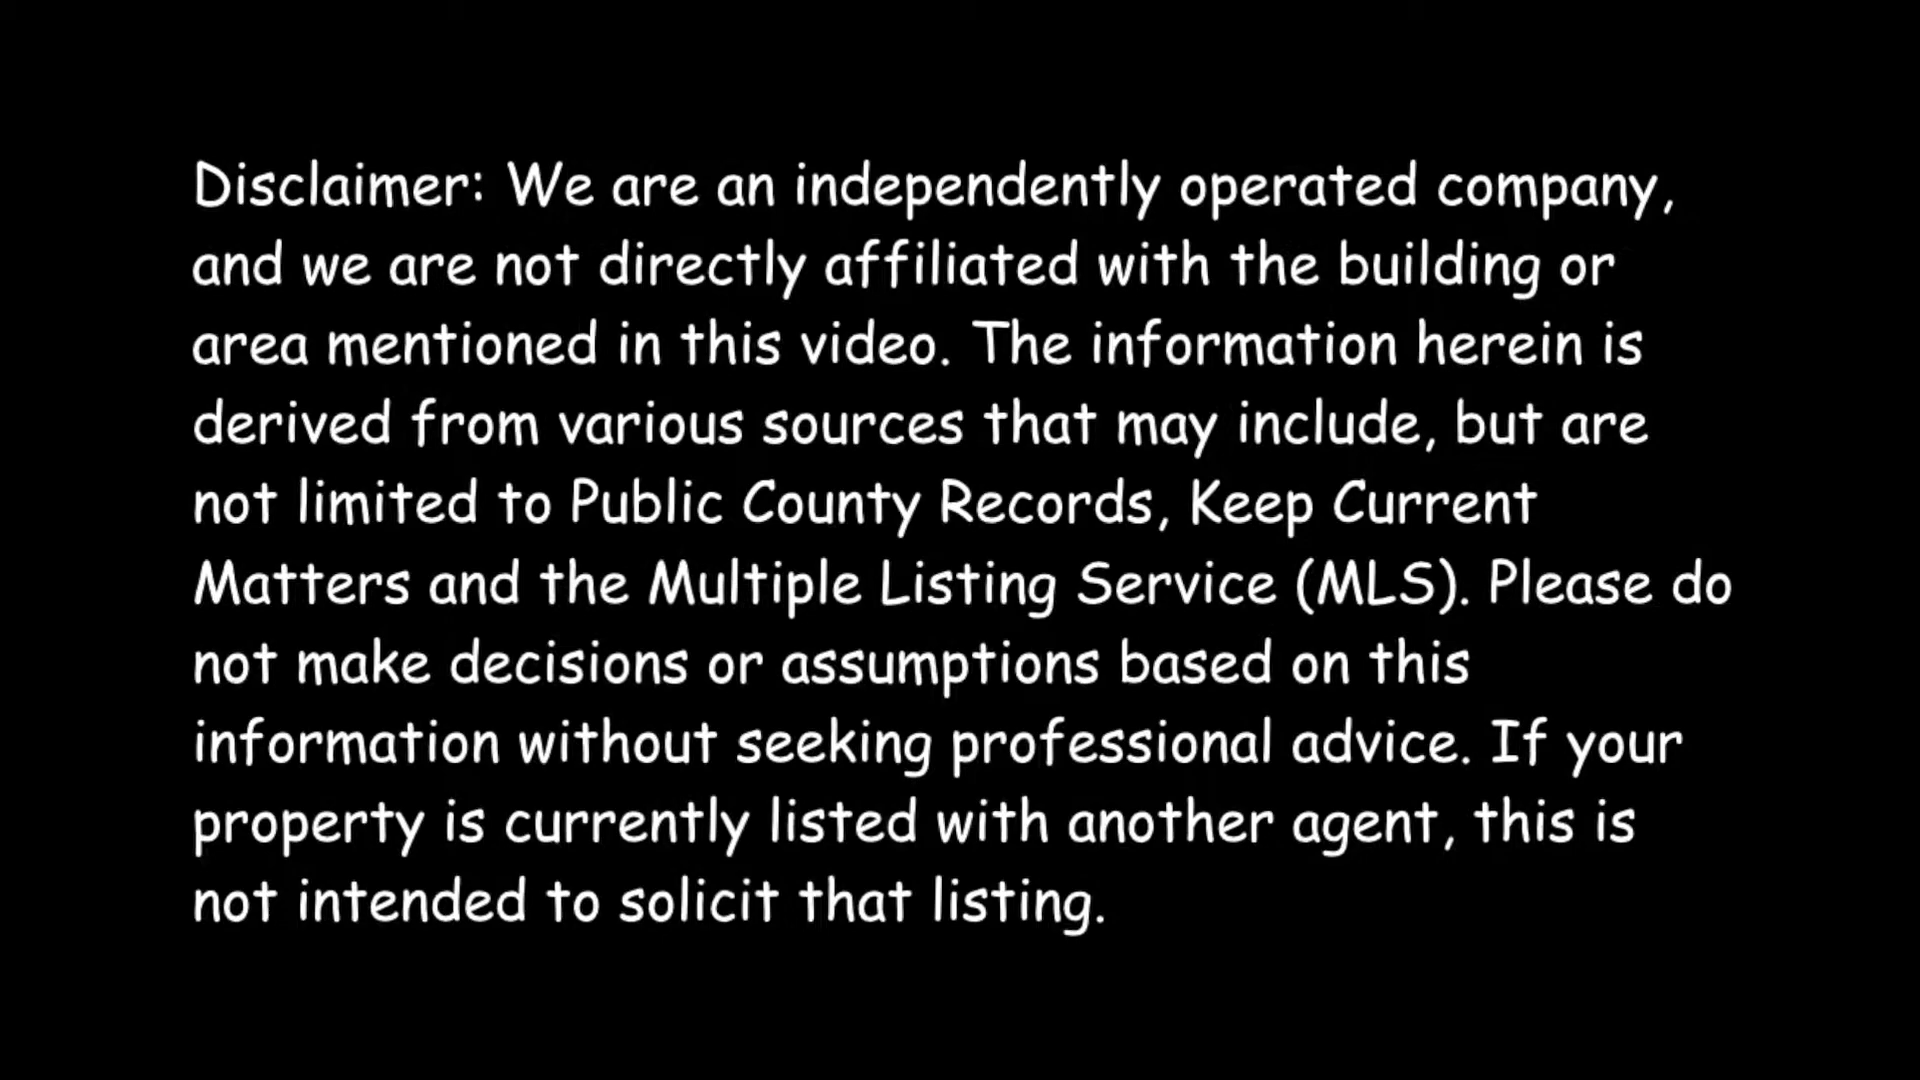 Disclaimer: We are an independently operated company,
and we are not directly affiliated with the building or
area mentioned in this video. The information herein is
derived from various sources that may include, but are
not limited to Public County Records, Keep Current
Matters and the Multiple Listing Service (MLS). Please do
not make decisions or assumptions based on this
information without seeking professional advice. If your
property is currently listed with another agent, this is
not intended to solicit that listing.